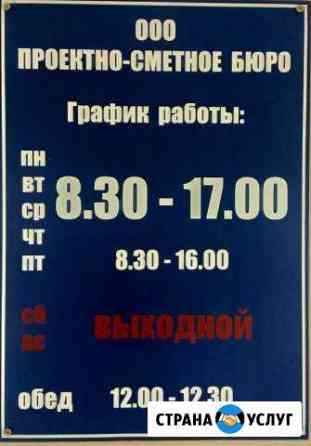 ООО
ПРОЕКТНО-СМЕТНОЕ БЮРО
График работы:
пн
вт
ср
чт
8.30 - 17.00
пт 8.30 - 16.00
сб
вс
ВЫХОДНОЙ
обед 12.00 - 12.30
СТРАНА УСЛУГ